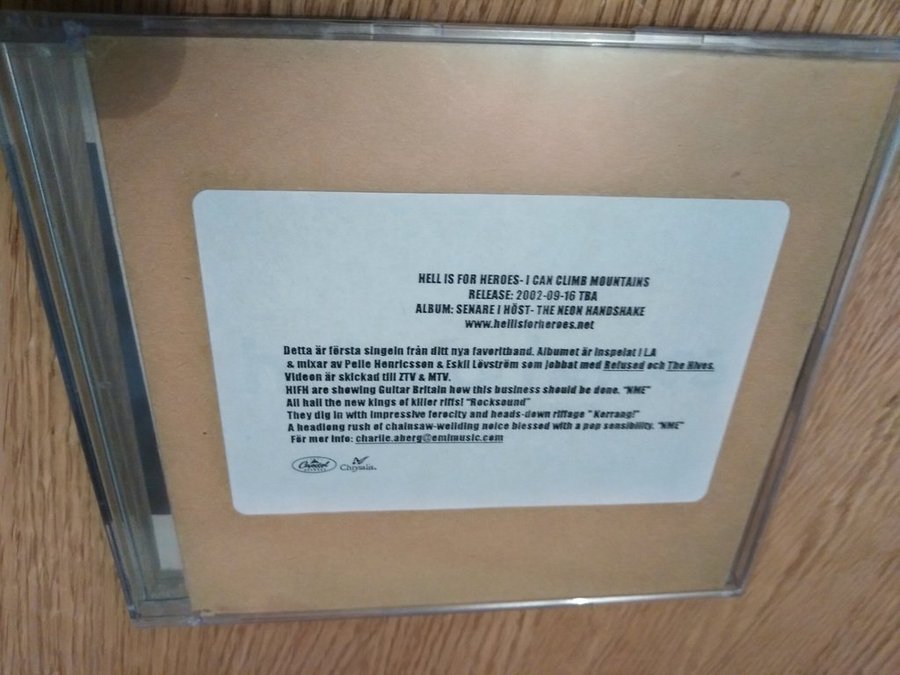 HELL IS FOR HEROES- I CAN CLIMB MOUNTAINS
RELEASE: 2002-09-16 TBA
ALBUM: SENARE I HÖST- THE NEON HANDSHAKE
www.hellisforheroes.net
Detta är första singeln från ditt nya favoritband. Albumet är inspelat i LA
& mixar av Pelle Henricsson & Eskil Lövström som jobbat med Refused och The Hives.
Videon är skickad till ZTV & MTV.
HIFH are showing Guitar Britain how this business should be done. "NME"
All hall the new kings of killer riffs! "Rocksound"
They dig in with impressive ferocity and heads-down riffage " Kerrang!"
A headlong rush of chainsaw-weilding noice blessed with a pop sensibility. "NME"
För mer info: charlie.aberg@emimusic.com
Capitol
RECORDS
Chrysalis